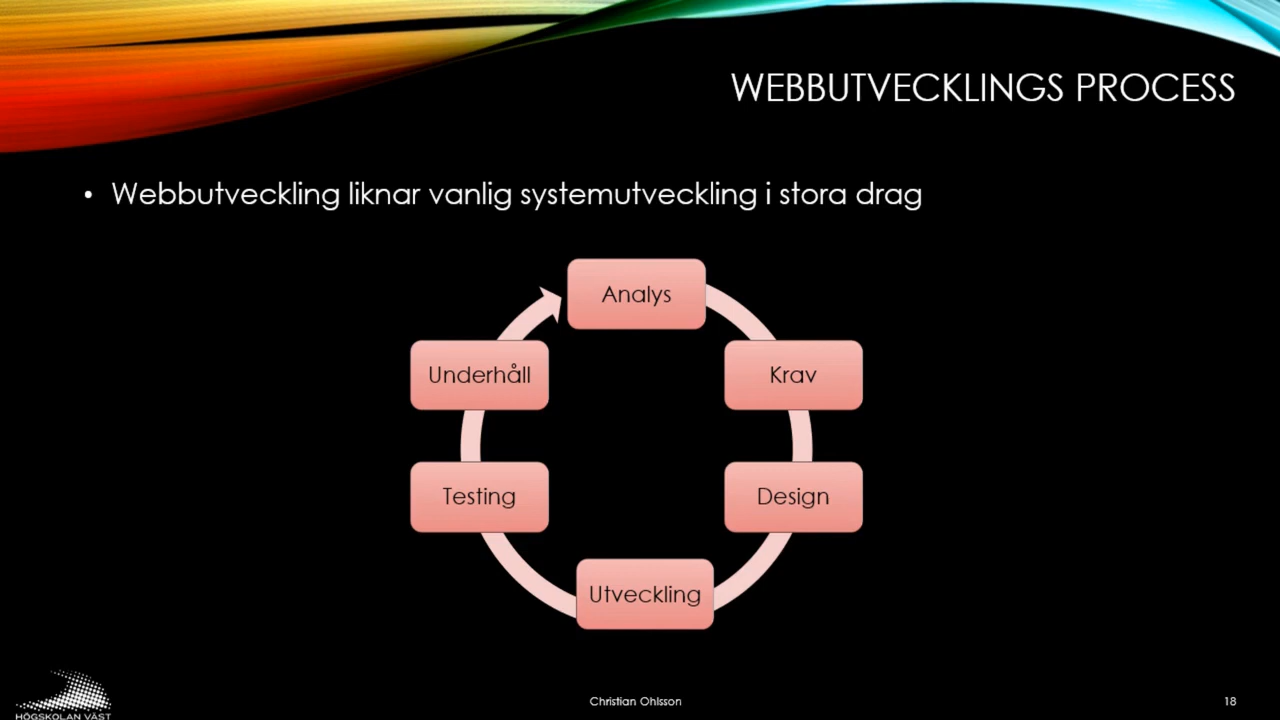 WEBBUTVECKLINGS PROCESS
• Webbutveckling liknar vanlig systemutveckling i stora drag
Analys
Krav
Design
Utveckling
Testing
Underhåll
HÖGSKOLAN VÄST
Christian Ohlsson
18